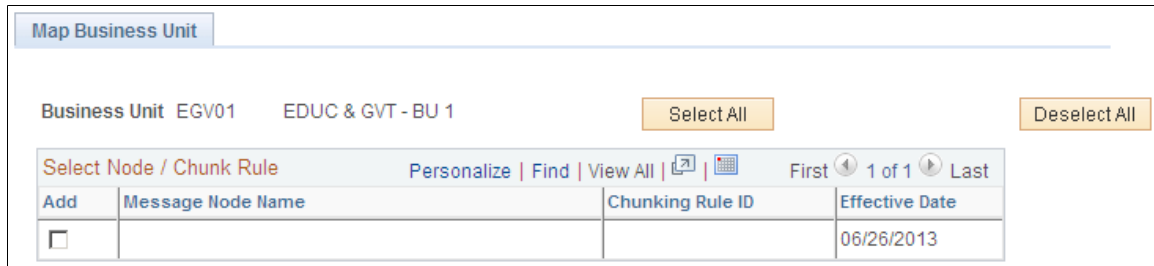 Map Business Unit
Business Unit EGV01 EDUC & GVT - BU 1 Select All Deselect All
Select Node / Chunk Rule Personalize | Find | View All | | First 1 of 1 Last
Add Message Node Name Chunking Rule ID Effective Date
06/26/2013